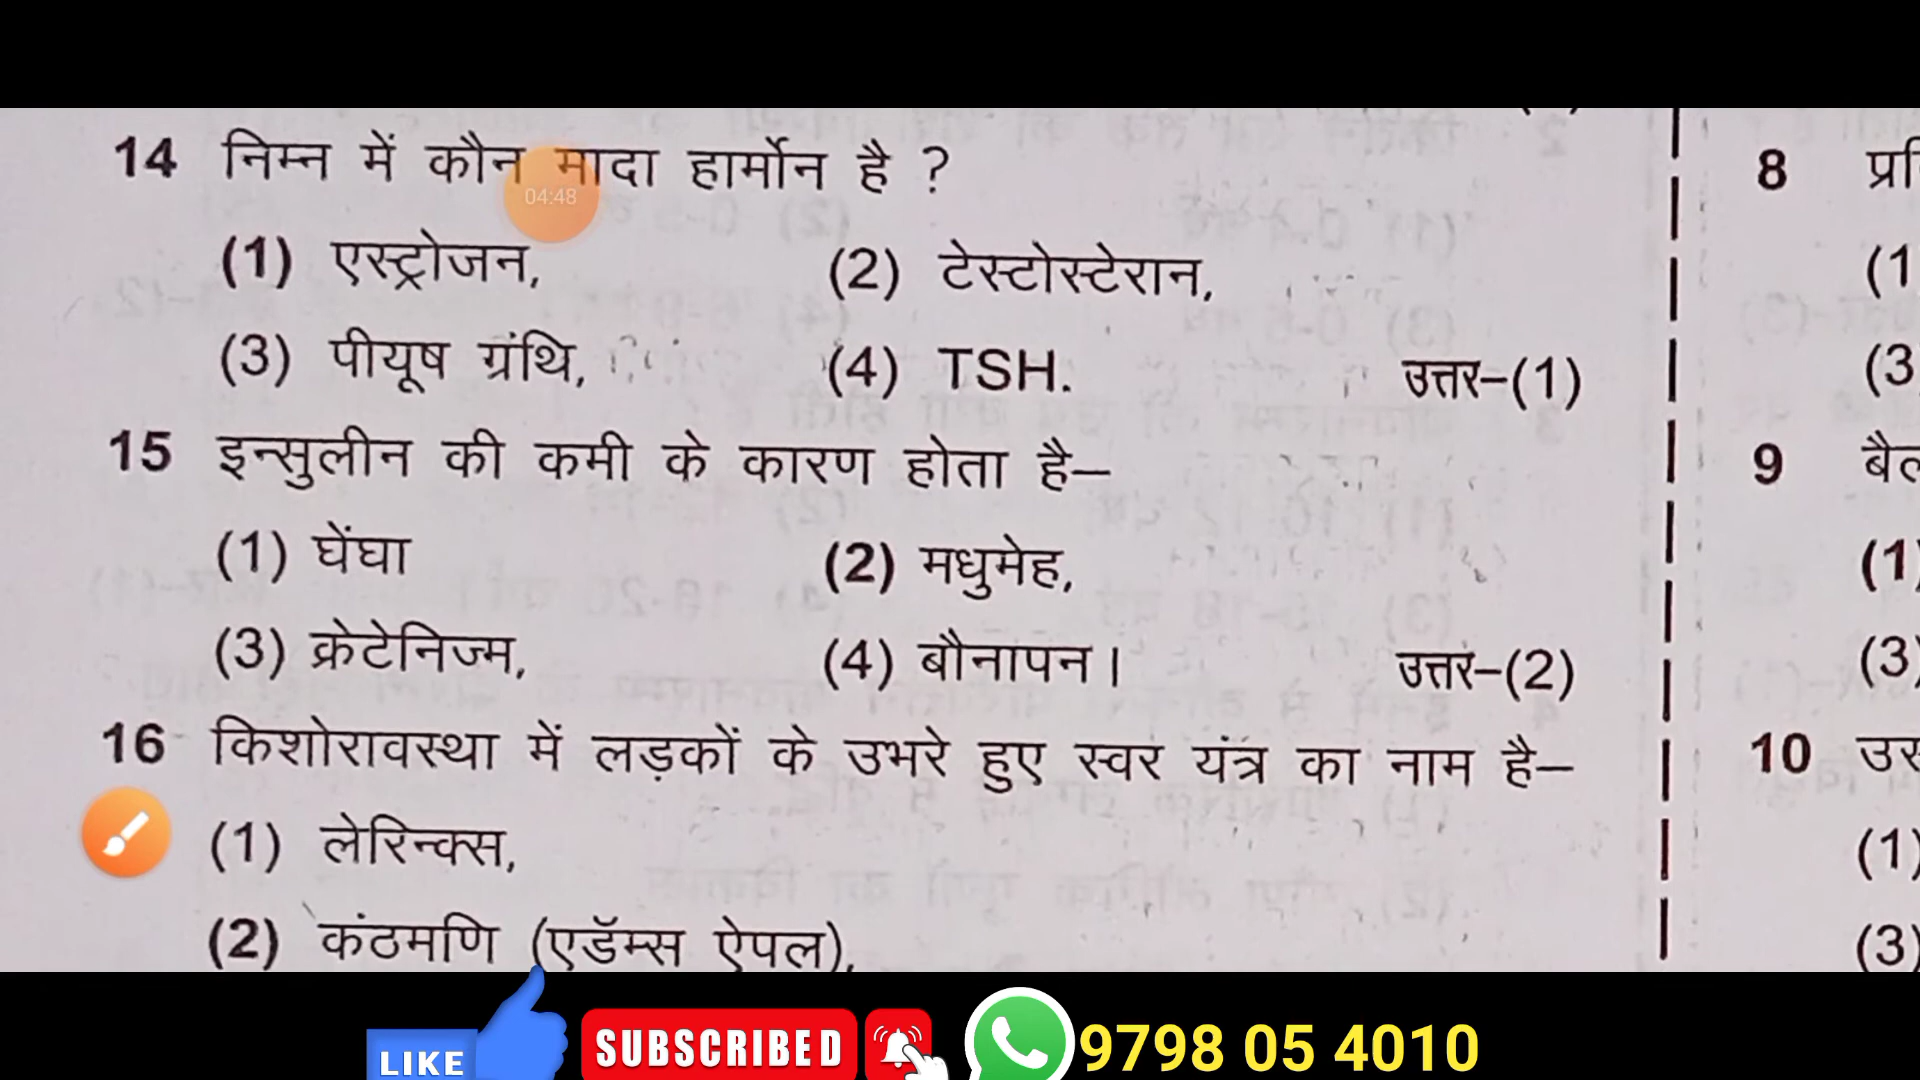 14 निम्न में कौन मादा हार्मोन है ?
04:48
(1) एस्ट्रोजन, (2) टेस्टोस्टेरान,
(3) पीयूष ग्रंथि, (4) TSH. उत्तर–(1)
15 इन्सुलीन की कमी के कारण होता है–
(1) घेंघा (2) मधुमेह,
(3) क्रेटेनिज्म, (4) बौनापन।  उत्तर–(2)
16 किशोरावस्था में लड़कों के उभरे हुए स्वर यंत्र का नाम है–
(1) लेरिन्क्स,
(2) कंठमणि (एडॅम्स ऐपल),
8
(1
(3
9
(1)
(3)
10
(1)
(3)
LIKE SUBSCRIBED 9798 05 4010